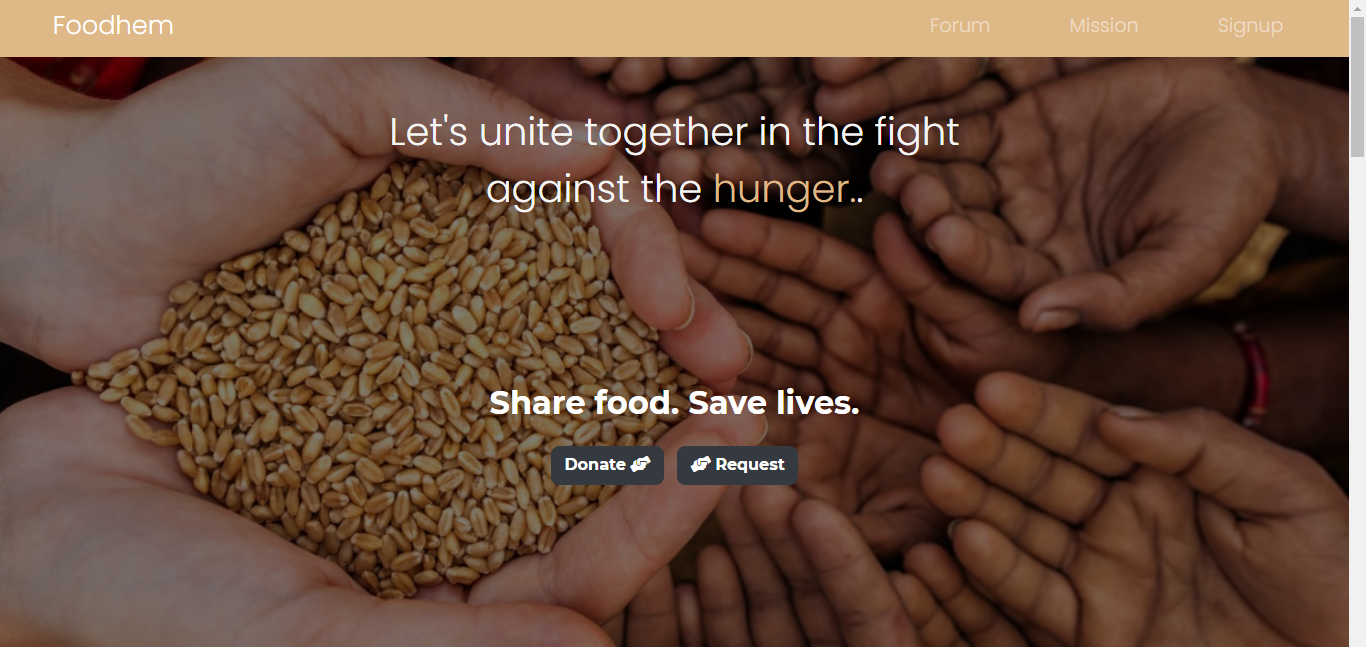 Foodhem
Forum
Mission
Signup
Let's unite together in the fight
against the hunger..
Share food. Save lives.
Donate
Request